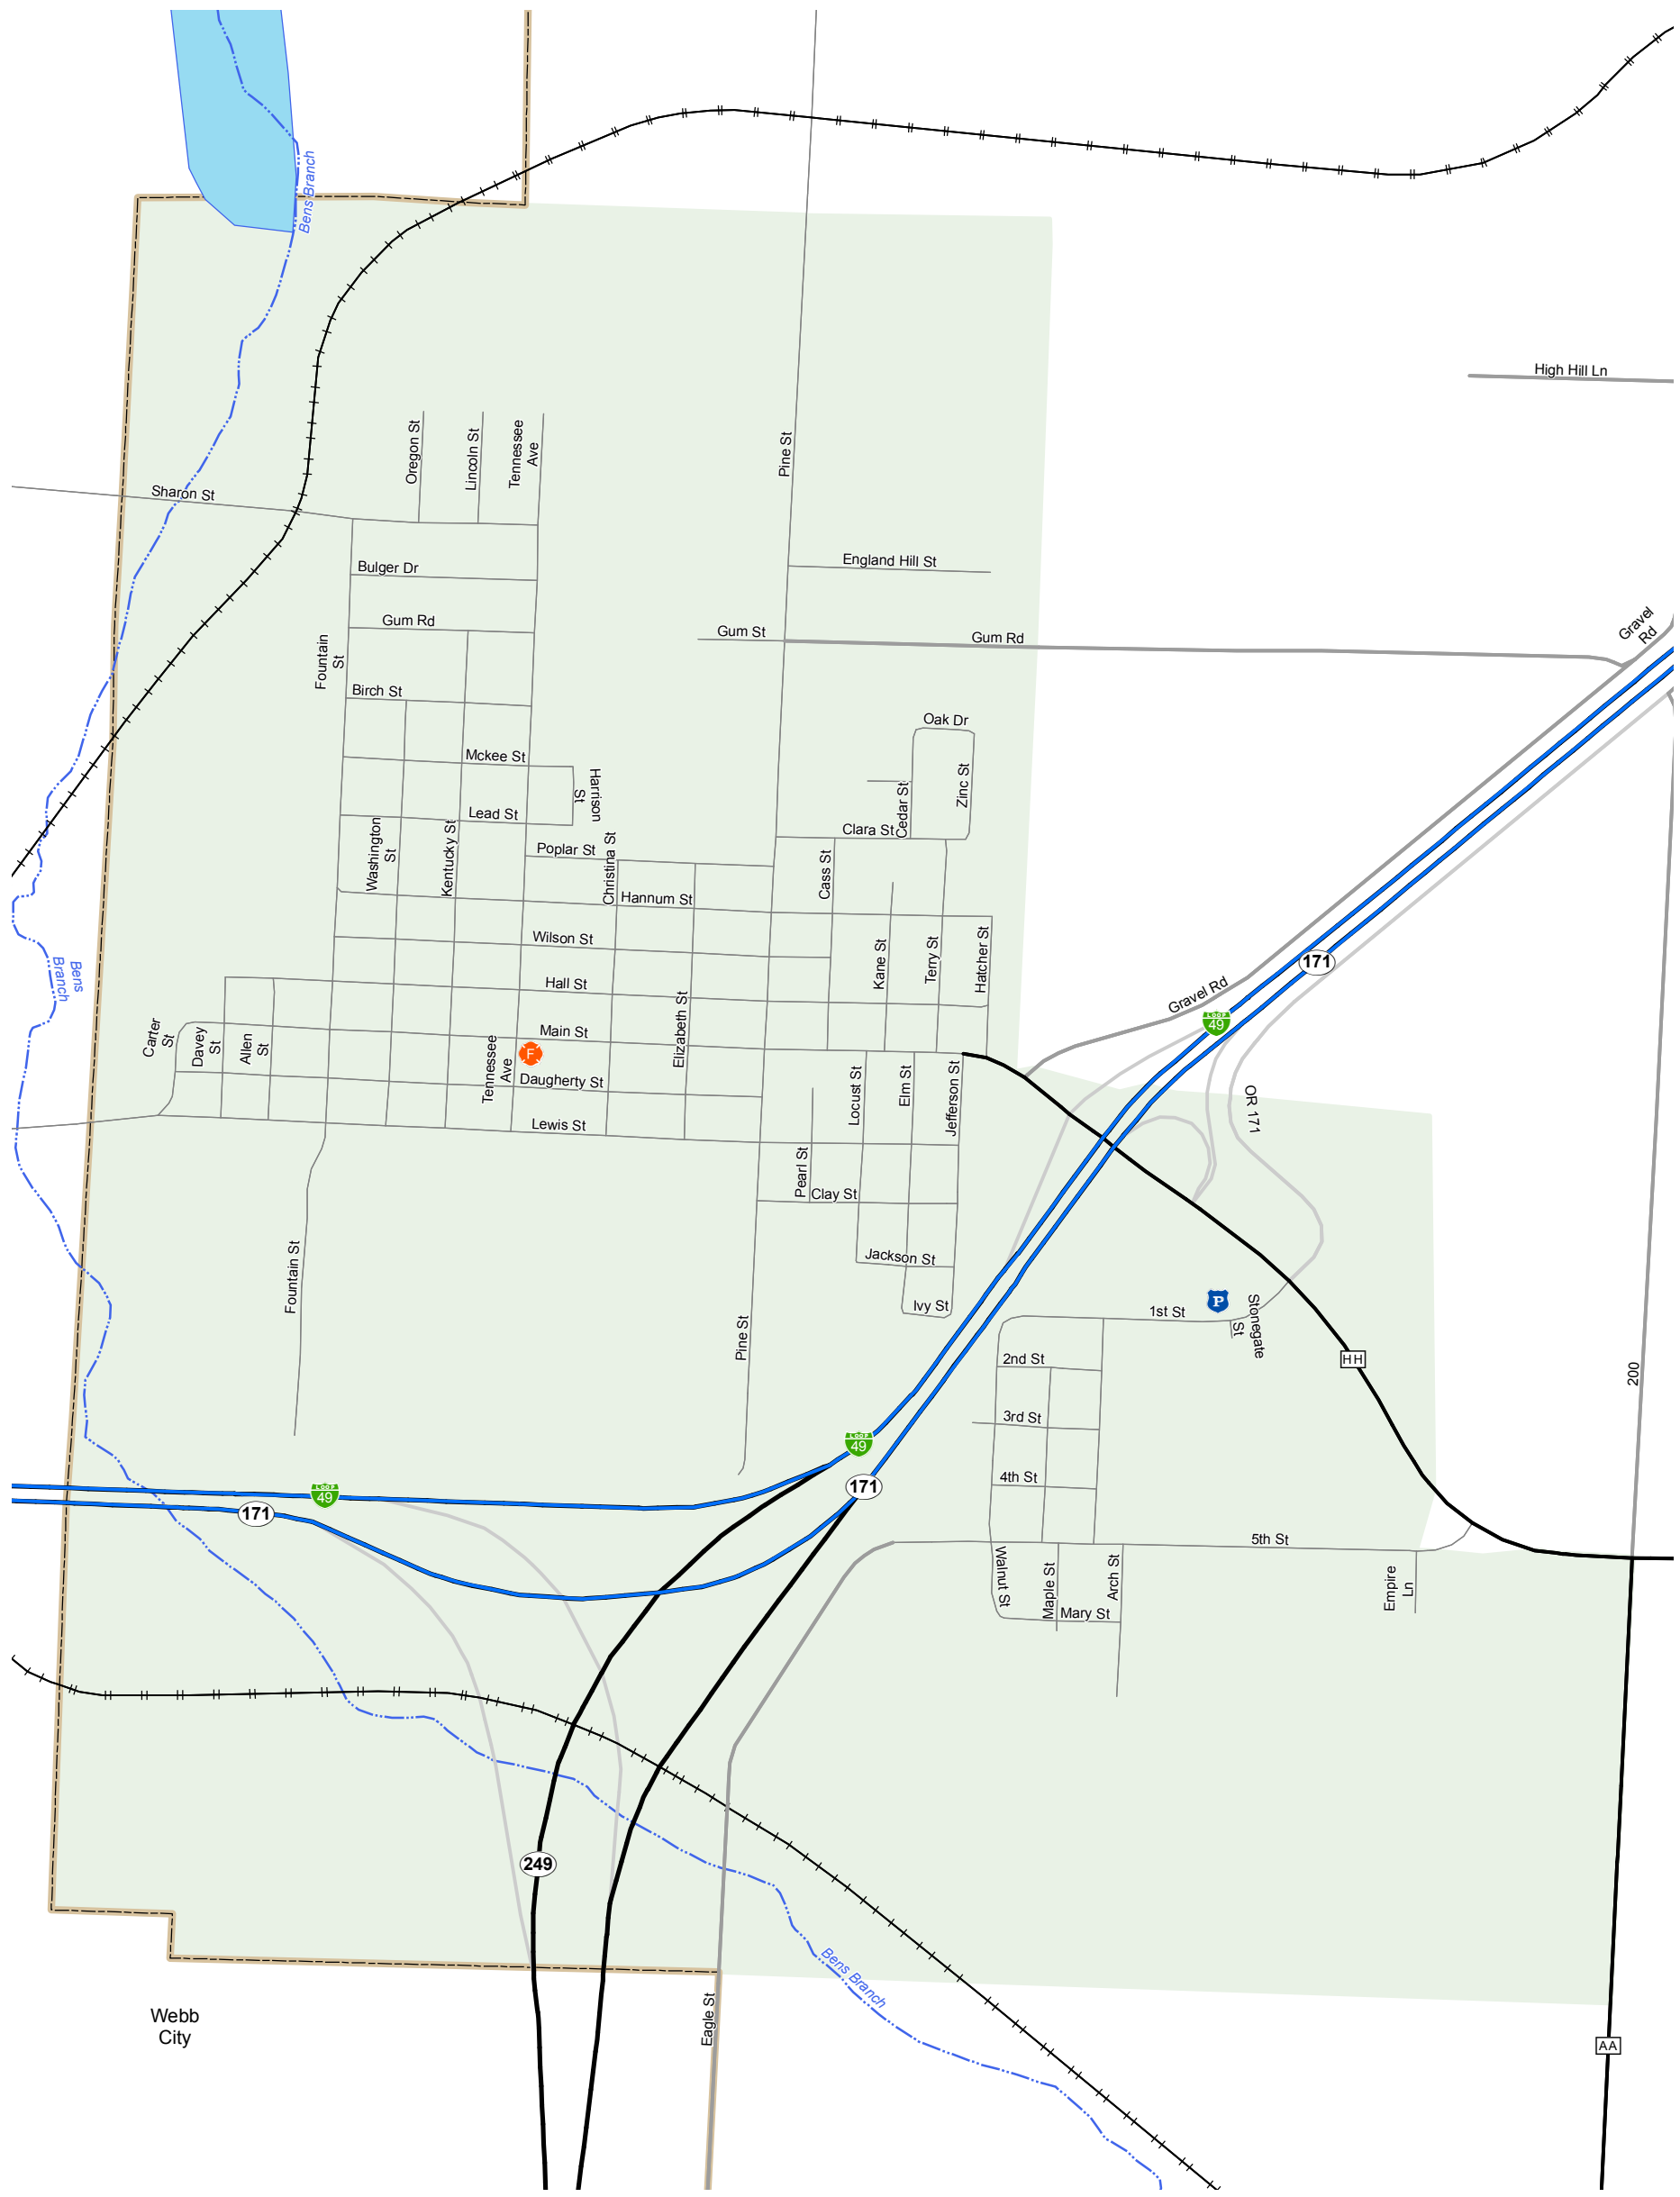 Bens Branch
High Hill Ln
Oregon St
Lincoln St
Tennessee
Ave
Pine St
Sharon St
England Hill St
Bulger Dr
Gum Rd
Gum St
Gum Rd
Gravel
Rd
Fountain
St
Birch St
Oak Dr
Mckee St
Harrison
St
Zinc St
Cedar St
Lead St
Clara St
Washington
St
Kentucky St
Poplar St
Christina St
Cass St
Hannum St
Wilson St
Kane St
Terry St
Hatcher St
171
Bens
Branch
Hall St
Elizabeth St
Gravel Rd
LOOP
49
Carter
St
Davey
St
Allen
St
Main St
F
Tennessee
Ave
Daugherty St
Locust St
Elm St
Jefferson St
OR 171
Lewis St
Pearl St
Clay St
Fountain St
Jackson St
Ivy St
P
1st St
Stonegate
St
Pine St
2nd St
HH
200
3rd St
LOOP
49
4th St
171
LOOP
49
171
5th St
Walnut St
Maple St
Arch St
Mary St
Empire
Ln
249
Bens Branch
Webb
City
Eagle St
AA